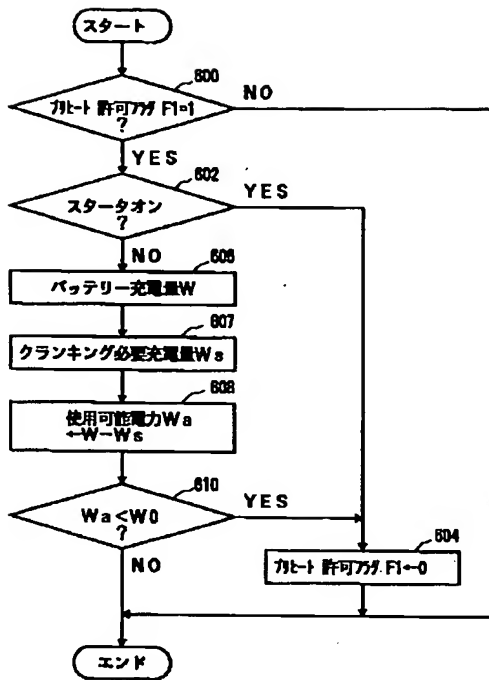 スタート
600
プリヒート 許可フラグ F1=1
?
NO
YES
602
スタータオン
?
YES
NO
606
バッテリー充電量W
607
クランキング必要充電量Ws
608
使用可能電力Wa
←W−Ws
610
Wa<W0
?
YES
NO
604
プリヒート 許可フラグ F1←0
エンド